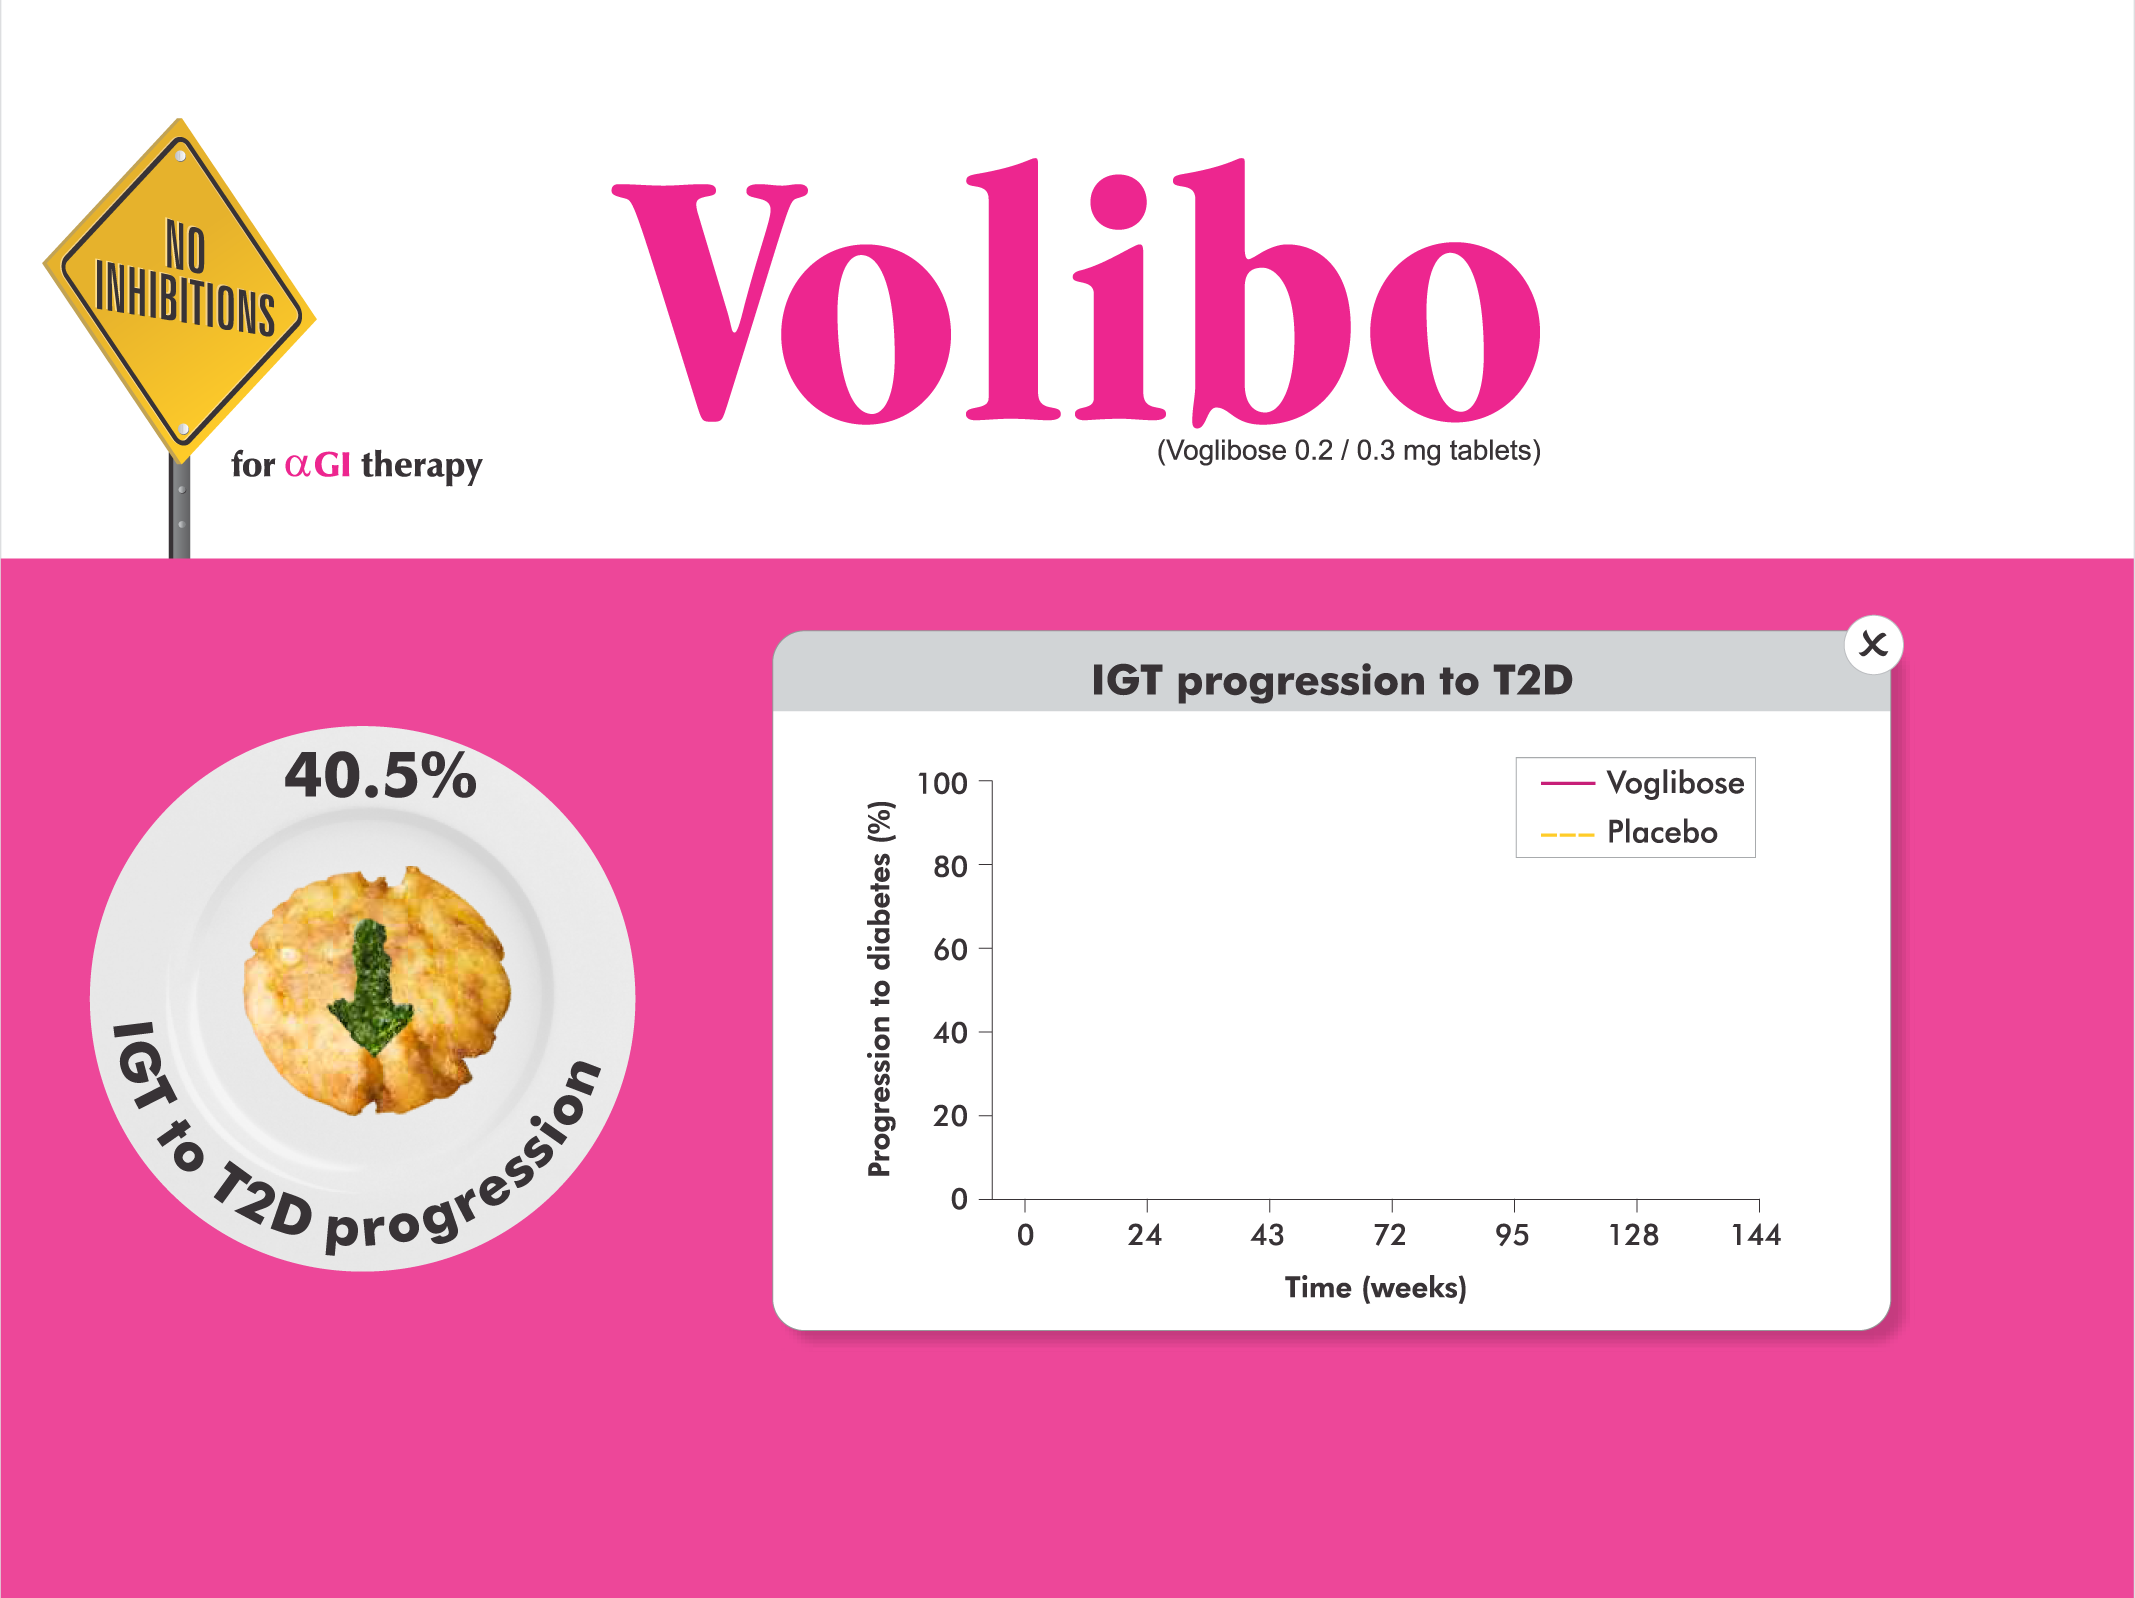 NO
INHIBITIONS
for αGI therapy
Volibo
(Voglibose 0.2 / 0.3 mg tablets)
40.5%
IGT to T2D progression
IGT progression to T2D
x
Voglibose
Placebo
Progression to diabetes (%)
100
80
60
40
20
0
0 24 43 72 95 128 144
Time (weeks)